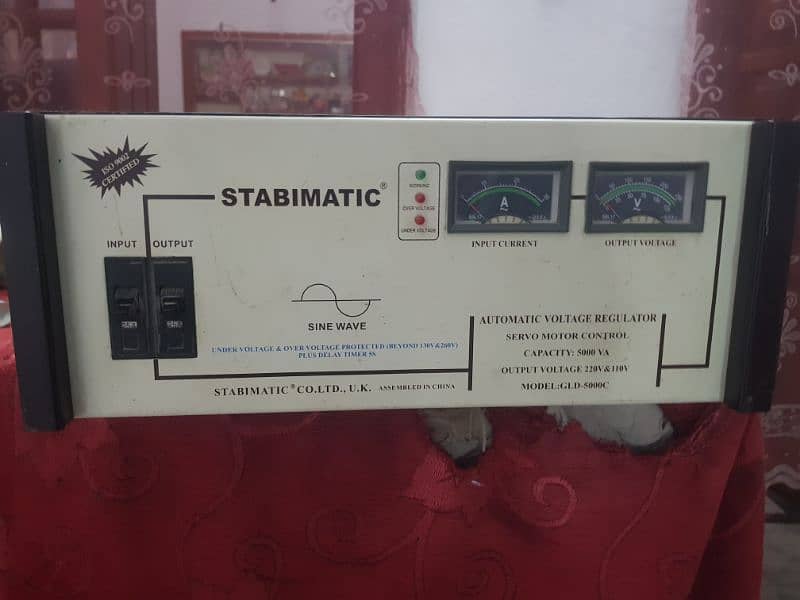 ISO 9002
CERTIFIED
STABIMATIC®
NORMAL
OVER VOLTAGE
UNDER VOLTAGE
A
V
INPUT CURRENT
OUTPUT VOLTAGE
INPUT
OUTPUT
SINE WAVE
UNDER VOLTAGE & OVER VOLTAGE PROTECTED (BEYOND 130V&260V)
PLUS DELAY TIMER 5S
AUTOMATIC VOLTAGE REGULATOR
SERVO MOTOR CONTROL
CAPACITY: 5000 VA
OUTPUT VOLTAGE 220V&110V
MODEL:GLD-5000C
STABIMATIC® CO.LTD., U.K. ASSEMBLED IN CHINA